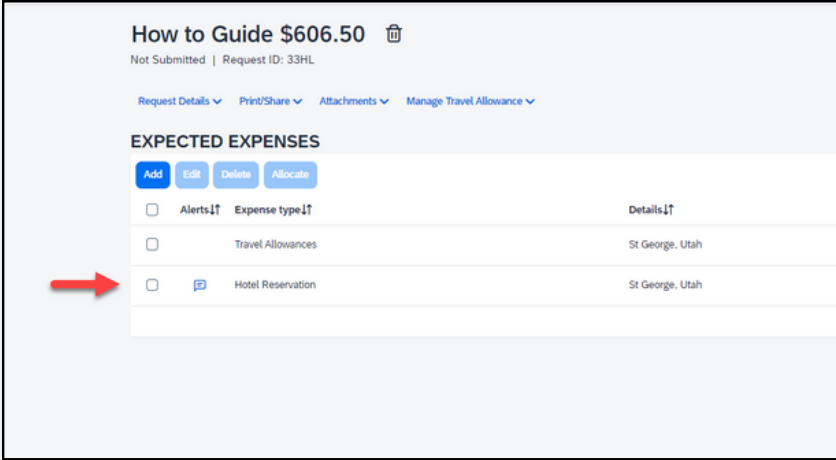 How to Guide $606.50
Not Submitted | Request ID: 33HL
Request Details Print/Share Attachments Manage Travel Allowance
EXPECTED EXPENSES
Add Edit Delete Allocate
Alerts↓↑ Expense type↓↑ Details↓↑
Travel Allowances St George, Utah
Hotel Reservation St George, Utah